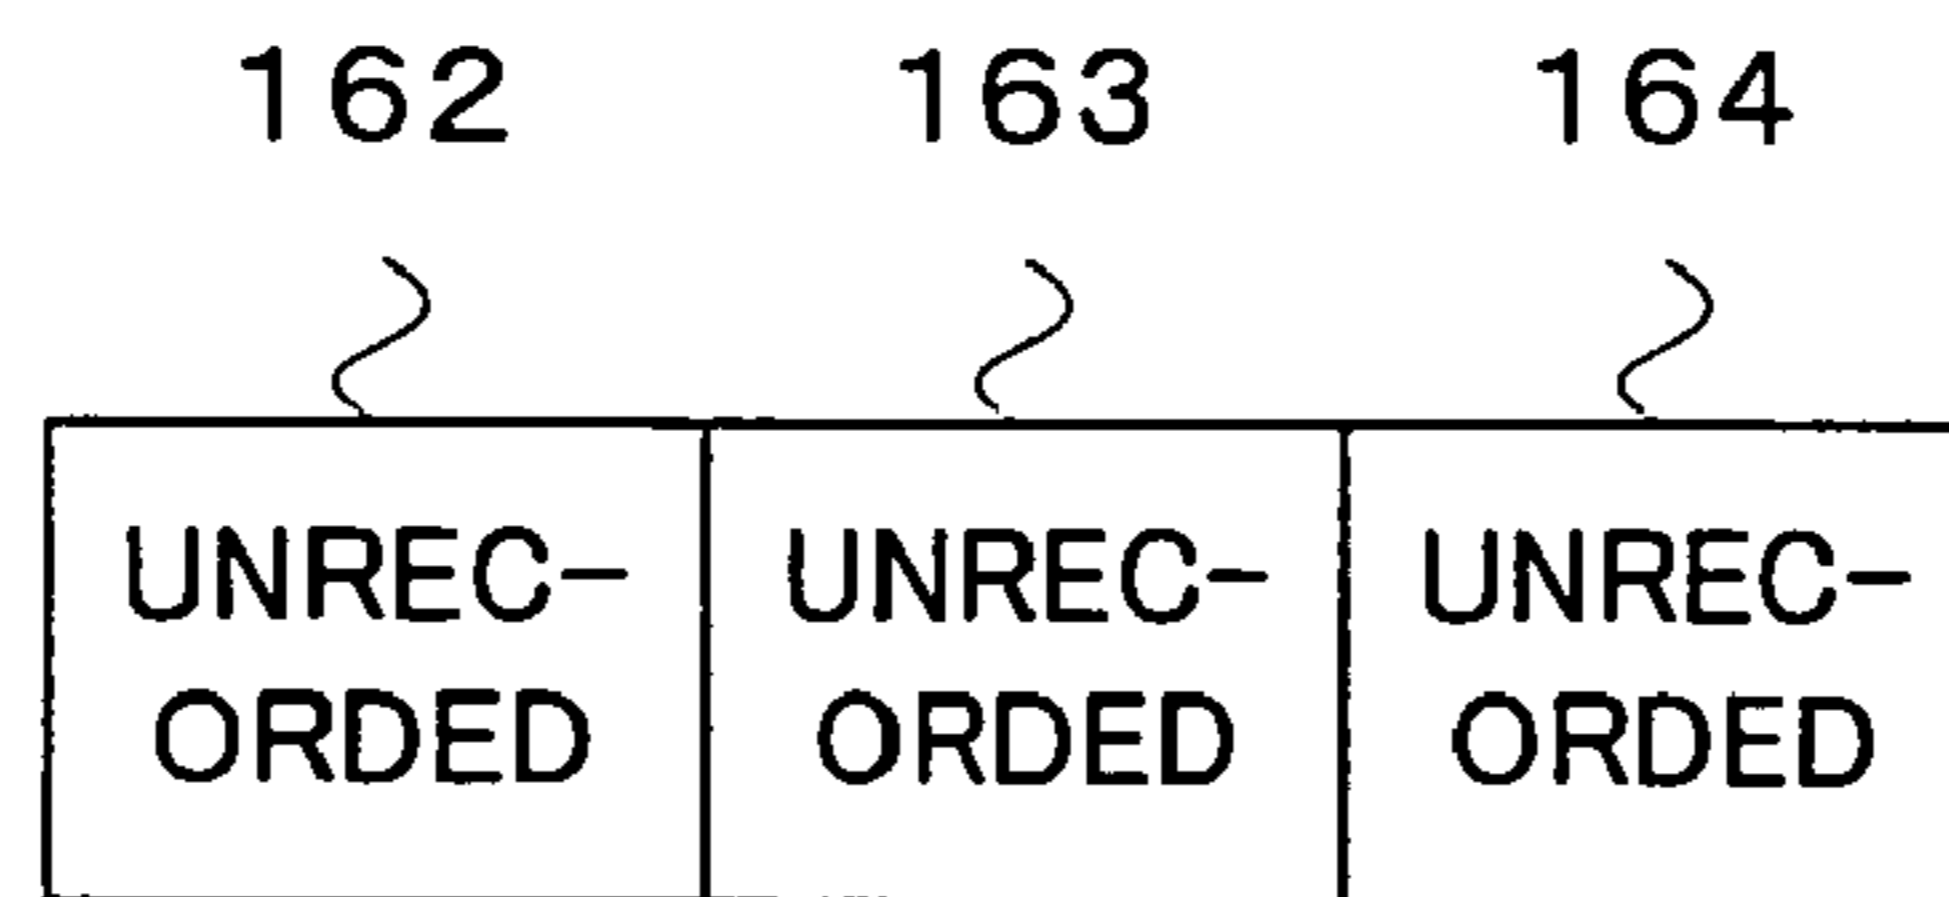 162 163 164
UNREC- UNREC- UNREC-
ORDED ORDED ORDED